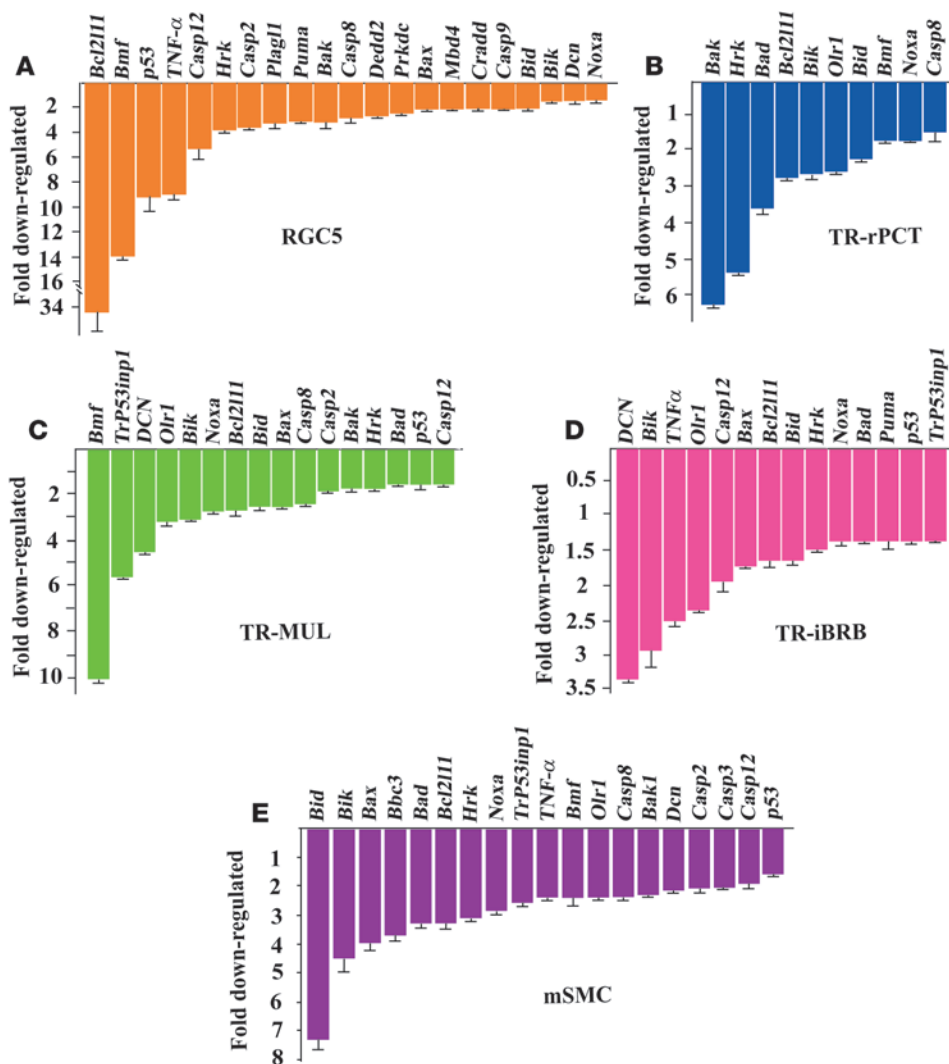 A
Bcl2l11 Bmf p53 TNF-α Casp12 Hrk Casp2 Plagl1 Puma Bak Casp8 Dedd2 Prkdc Bax Mbd4 Cradd Casp9 Bid Bik Dcn Noxa
Fold down-regulated
2
4
6
8
10
14
16
34
RGC5
B
Bak Hrk Bad Bcl2l11 Bik Olr1 Bid Bmf Noxa Casp8
Fold down-regulated
1
2
3
4
5
6
TR-rPCT
C
Bmf TrP53inp1 DCN Olr1 Bik Noxa Bcl2l11 Bid Bax Casp8 Casp2 Bak Hrk Bad p53 Casp12
Fold down-regulated
2
4
6
8
10
TR-MUL
D
DCN Bik TNFα Olr1 Casp12 Bax Bcl2l11 Bid Hrk Noxa Bad Puma p53 TrP53inp1
Fold down-regulated
0.5
1
1.5
2
2.5
3
3.5
TR-iBRB
E
Bid Bik Bax Bbc3 Bad Bcl2l11 Hrk Noxa TrP53inp1 TNF-α Bmf Olr1 Casp8 Bak1 Dcn Casp2 Casp3 Casp12 p53
Fold down-regulated
1
2
3
4
5
6
7
8
mSMC